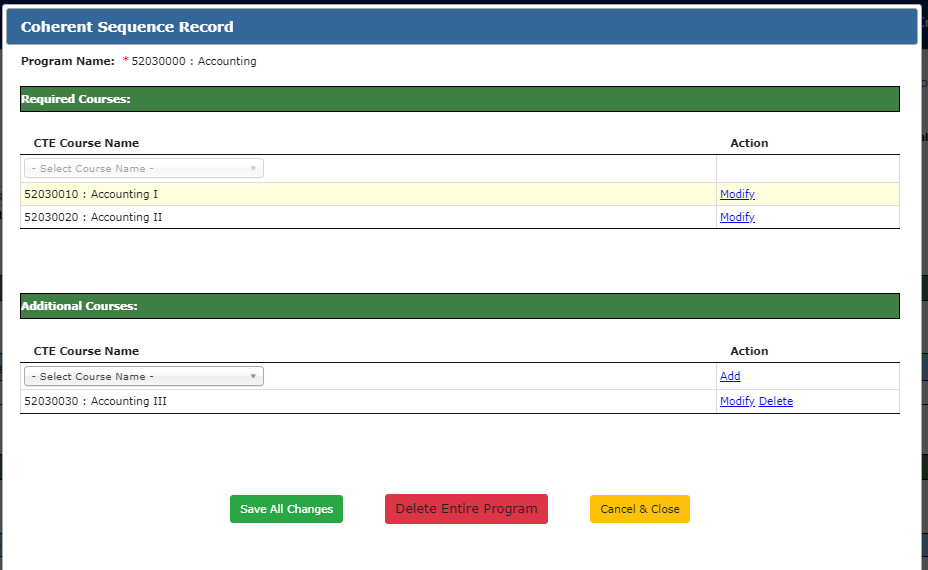 Coherent Sequence Record
Program Name: *52030000 : Accounting
Required Courses:
CTE Course Name Action
- Select Course Name -
52030010 : Accounting I Modify
52030020 : Accounting II Modify
Additional Courses:
CTE Course Name Action
- Select Course Name - Add
52030030 : Accounting III Modify Delete
Save All Changes Delete Entire Program Cancel & Close